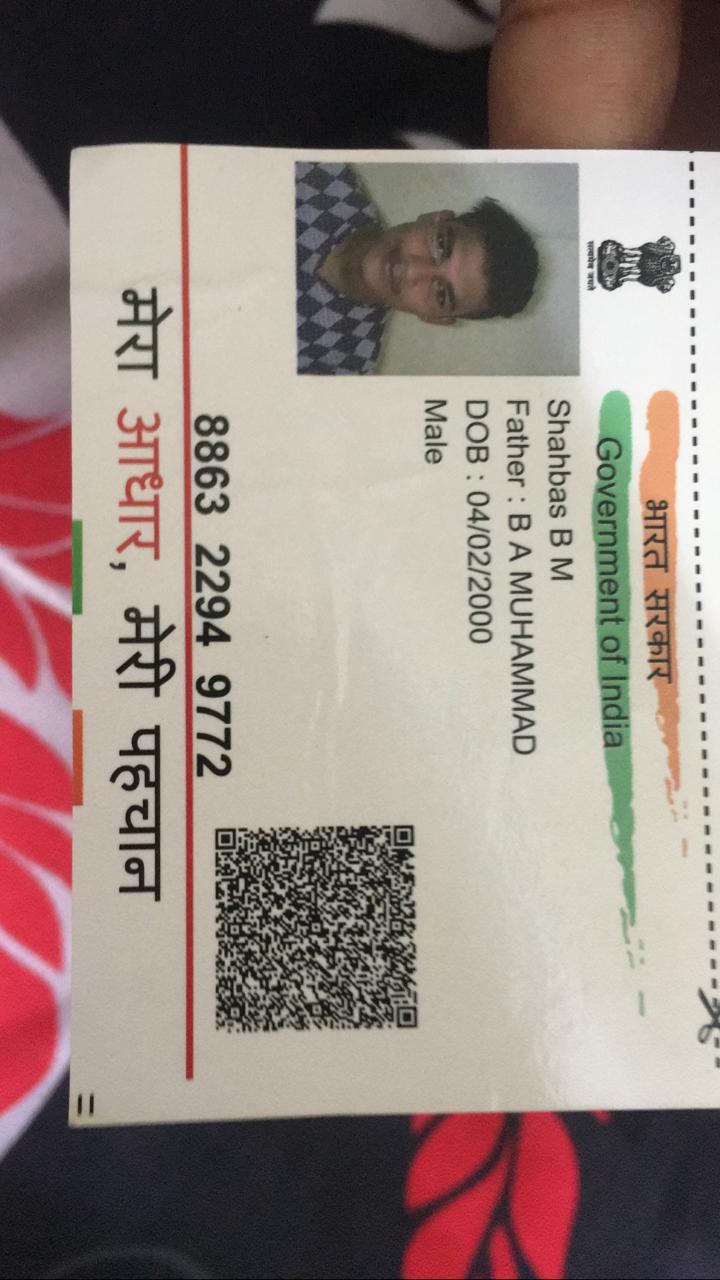 भारत सरकार
Government of India
सत्यमेव जयते
Shahbas B M
Father : B A MUHAMMAD
DOB : 04/02/2000
Male
8863 2294 9772
मेरा आधार, मेरी पहचान